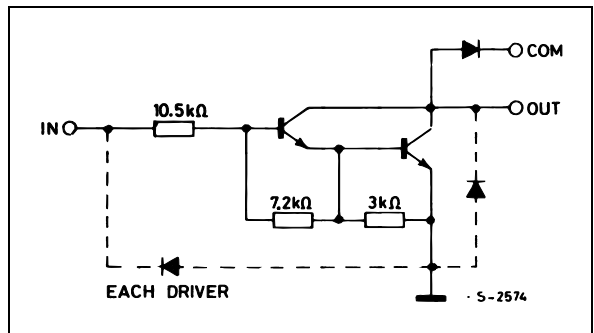 COM
10.5kΩ
OUT
IN
7.2kΩ
3kΩ
EACH DRIVER
S-2574